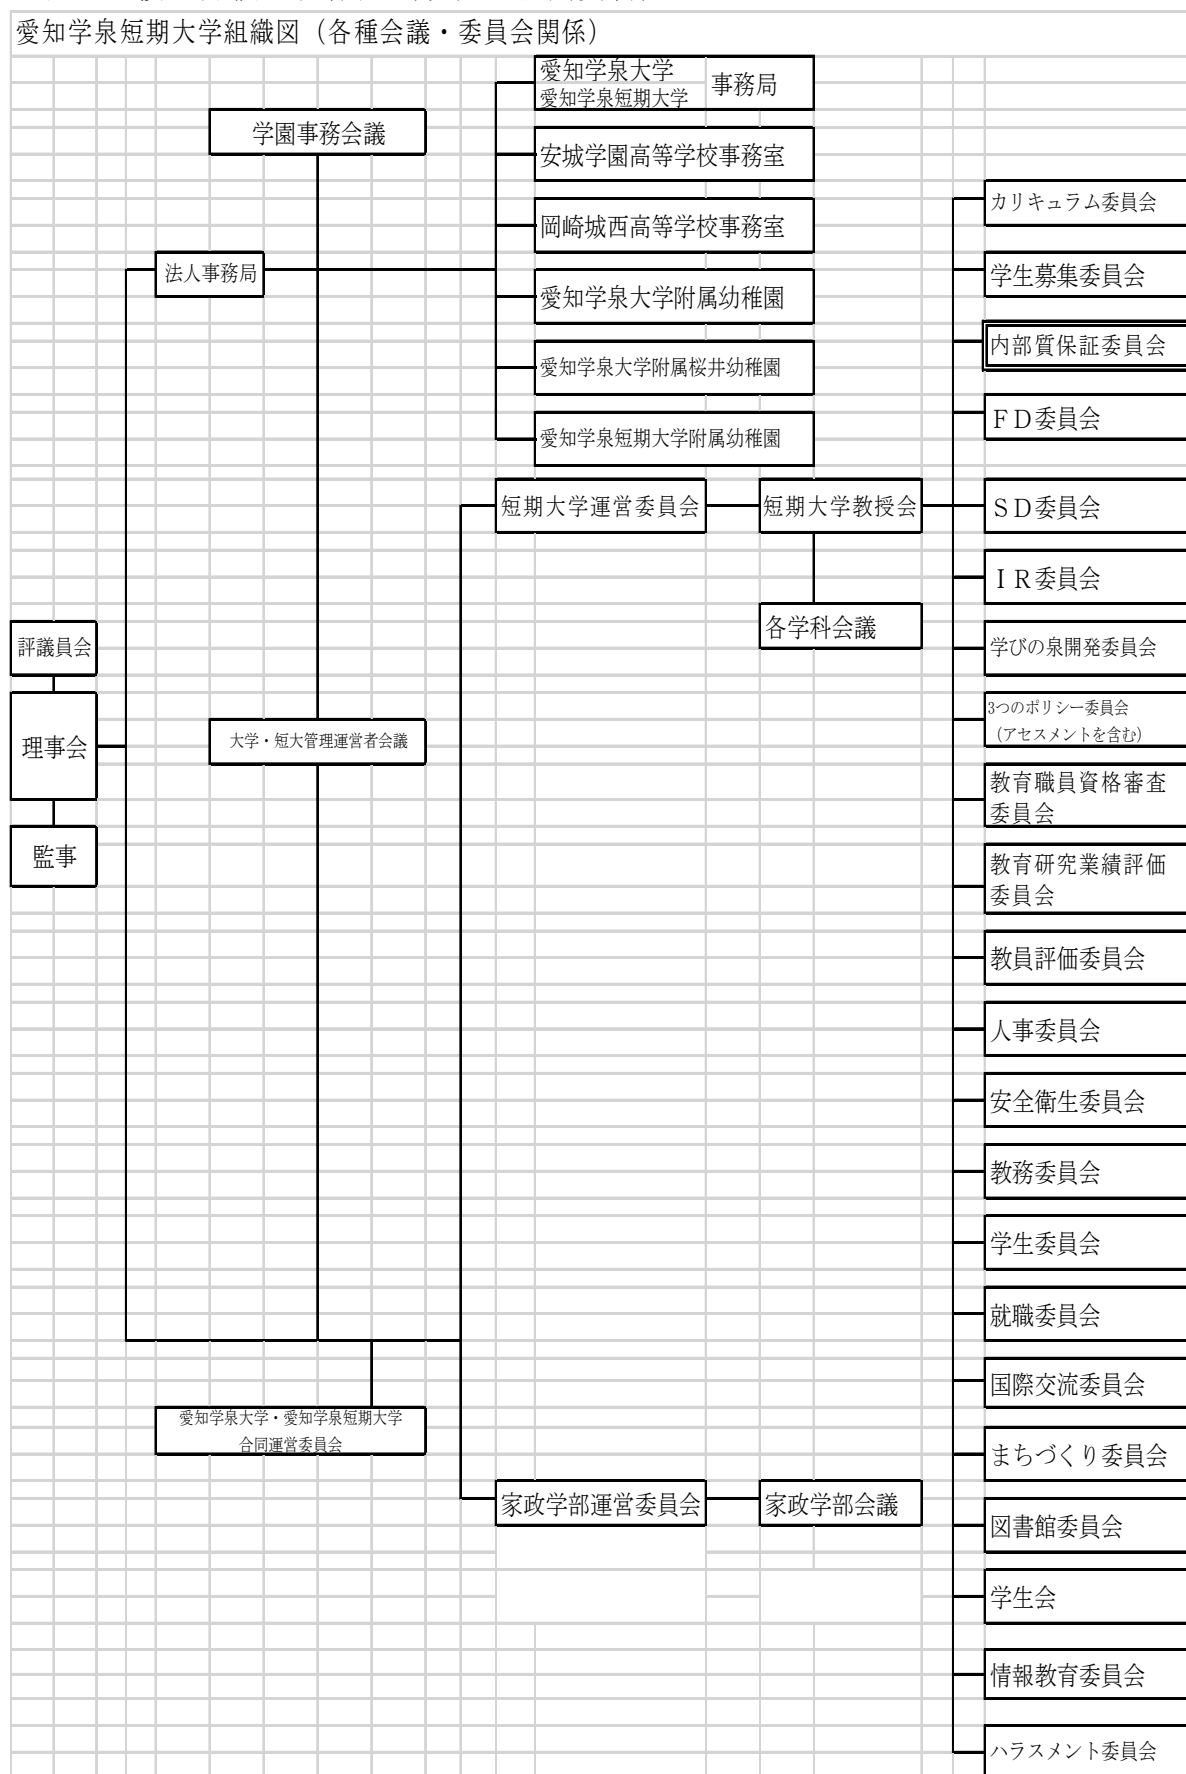 愛知学泉短期大学組織図（各種会議・委員会関係）
愛知学泉大学
愛知学泉短期大学
事務局
学園事務会議
安城学園高等学校事務室
岡崎城西高等学校事務室
法人事務局
愛知学泉大学附属幼稚園
愛知学泉大学附属桜井幼稚園
愛知学泉短期大学附属幼稚園
短期大学運営委員会
短期大学教授会
各学科会議
評議員会
理事会
監事
大学・短大管理運営者会議
愛知学泉大学・愛知学泉短期大学
合同運営委員会
家政学部運営委員会
家政学部会議
カリキュラム委員会
学生募集委員会
内部質保証委員会
ＦＤ委員会
ＳＤ委員会
ＩＲ委員会
学びの泉開発委員会
3つのポリシー委員会
（アセスメントを含む）
教育職員資格審査
委員会
教育研究業績評価
委員会
教員評価委員会
人事委員会
安全衛生委員会
教務委員会
学生委員会
就職委員会
国際交流委員会
まちづくり委員会
図書館委員会
学生会
情報教育委員会
ハラスメント委員会